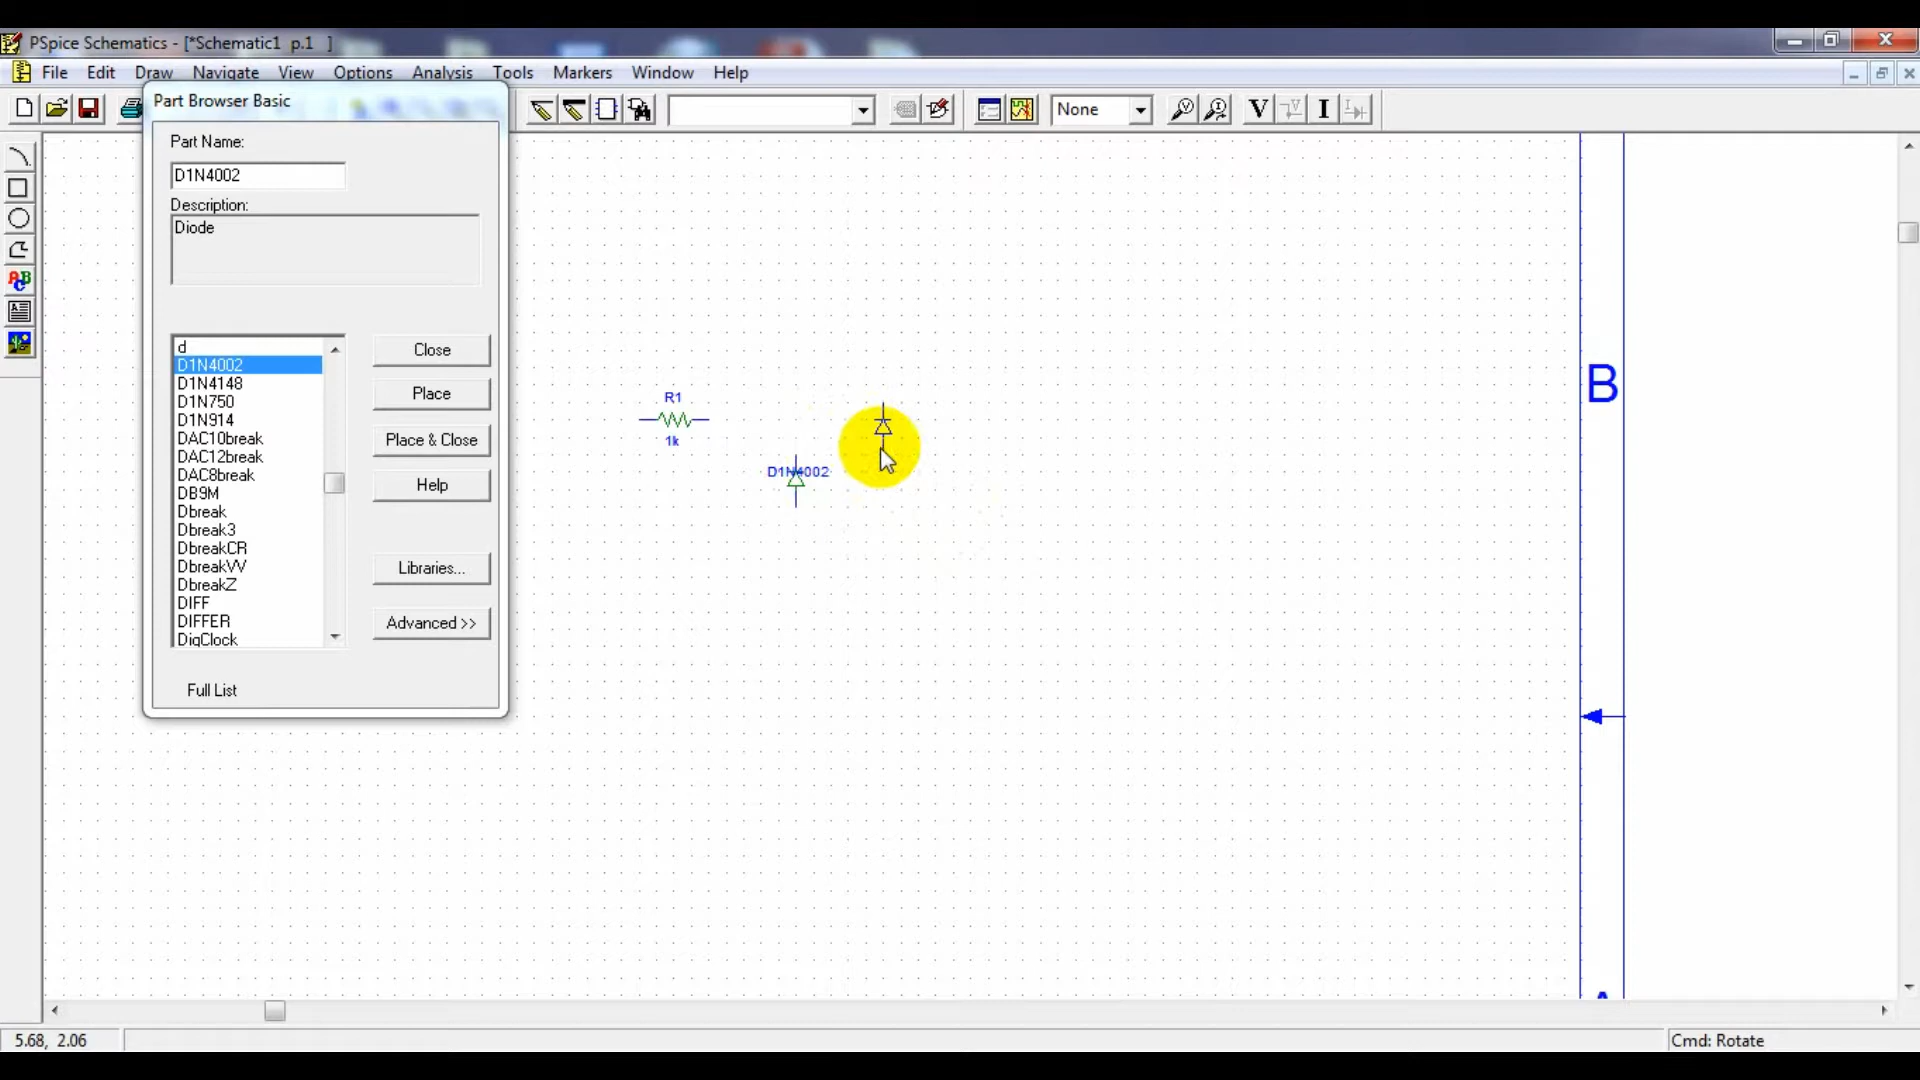 PSpice Schematics - [*Schematic1 p.1 ]
File Edit Draw Navigate View Options Analysis Tools Markers Window Help
Part Browser Basic
None
V
V
I
Part Name:
D1N4002
Description:
Diode
d
D1N4002
D1N4148
D1N750
D1N914
DAC10break
DAC12break
DAC8break
DB9M
Dbreak
Dbreak3
DbreakCR
DbreakVV
DbreakZ
DIFF
DIFFER
DigClock
Close
Place
Place & Close
Help
Libraries...
Advanced >>
Full List
ABC
R1
1k
D1N4002
B
A
5.68, 2.06
Cmd: Rotate